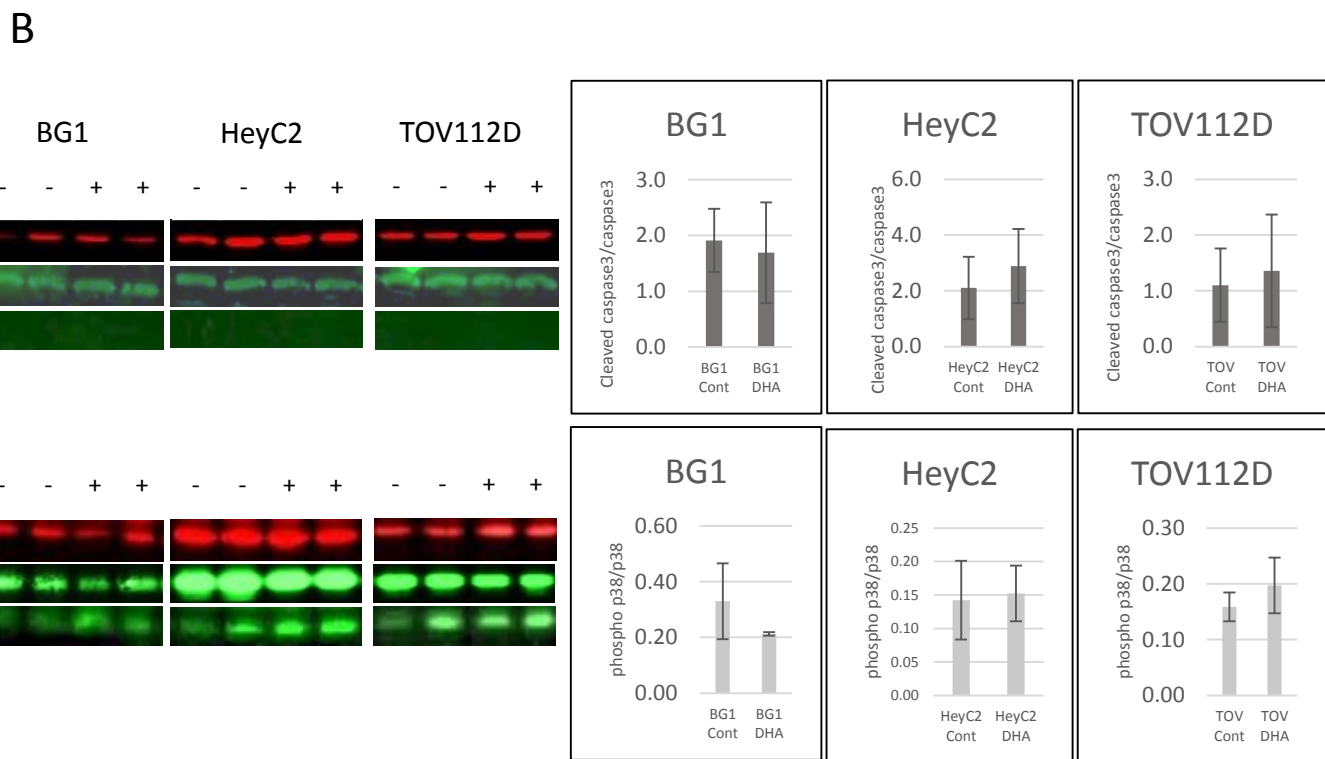 B
BG1 HeyC2 TOV112D
- - + + - - + + - - + +
BG1
Cleaved caspase3/caspase3
3.0
2.0
1.0
0.0
BG1 BG1
Cont DHA
HeyC2
Cleaved caspase3/caspase3
6.0
4.0
2.0
0.0
HeyC2 HeyC2
Cont DHA
TOV112D
Cleaved caspase3/caspase3
3.0
2.0
1.0
0.0
TOV TOV
Cont DHA
- - + + - - + + - - + +
BG1
phospho p38/p38
0.60
0.40
0.20
0.00
BG1 BG1
Cont DHA
HeyC2
phospho p38/p38
0.25
0.20
0.15
0.10
0.05
0.00
HeyC2 HeyC2
Cont DHA
TOV112D
phospho p38/p38
0.30
0.20
0.10
0.00
TOV TOV
Cont DHA